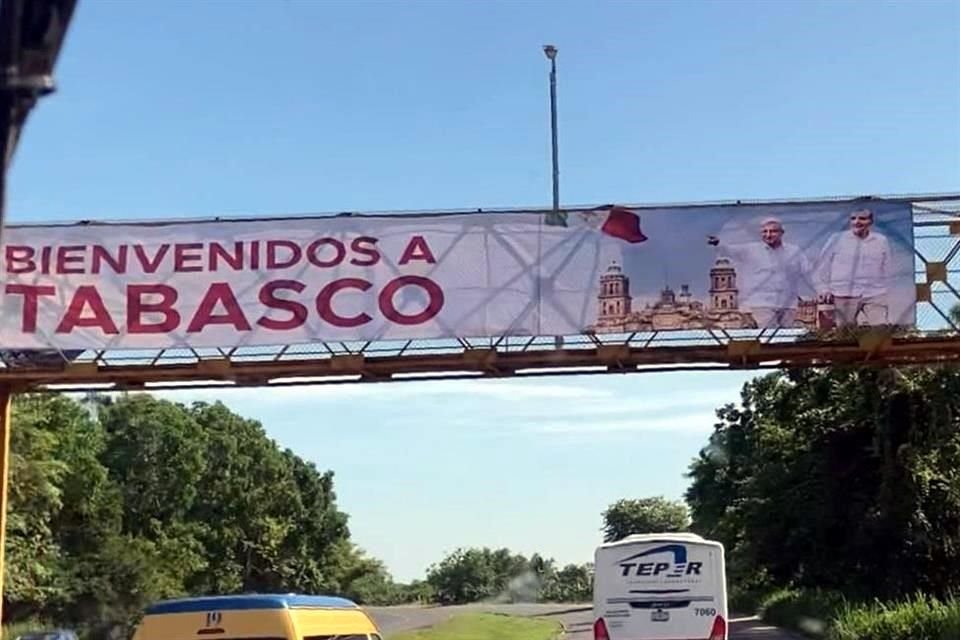 BIENVENIDOS A
TABASCO
TEPER
7060
19